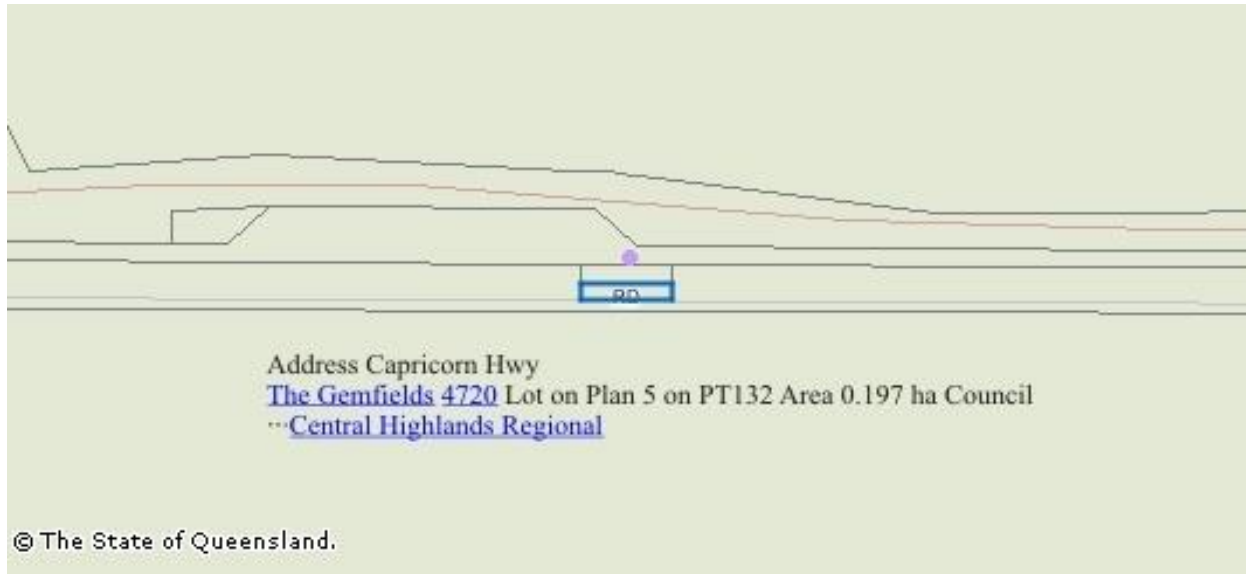 RD
Address Capricorn Hwy
The Gemfields 4720 Lot on Plan 5 on PT132 Area 0.197 ha Council
···Central Highlands Regional
© The State of Queensland.